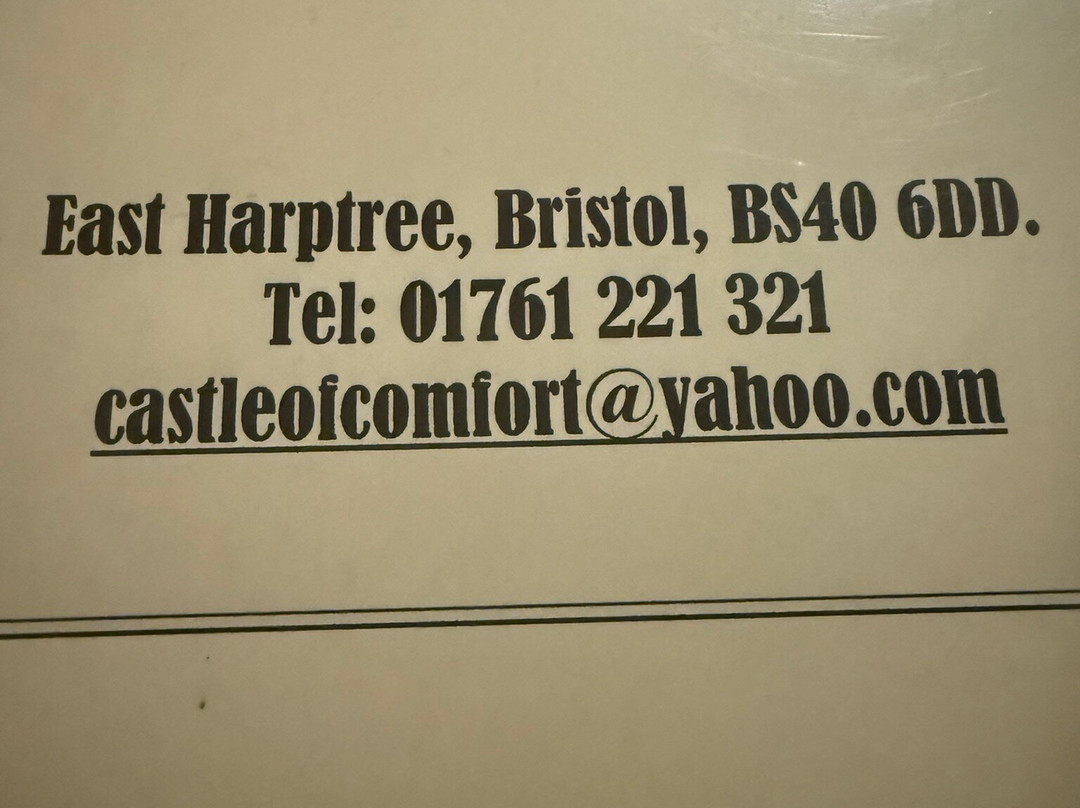 East Harptree, Bristol, BS40 6DD.
Tel: 01761 221 321
castleofcomfort@yahoo.com